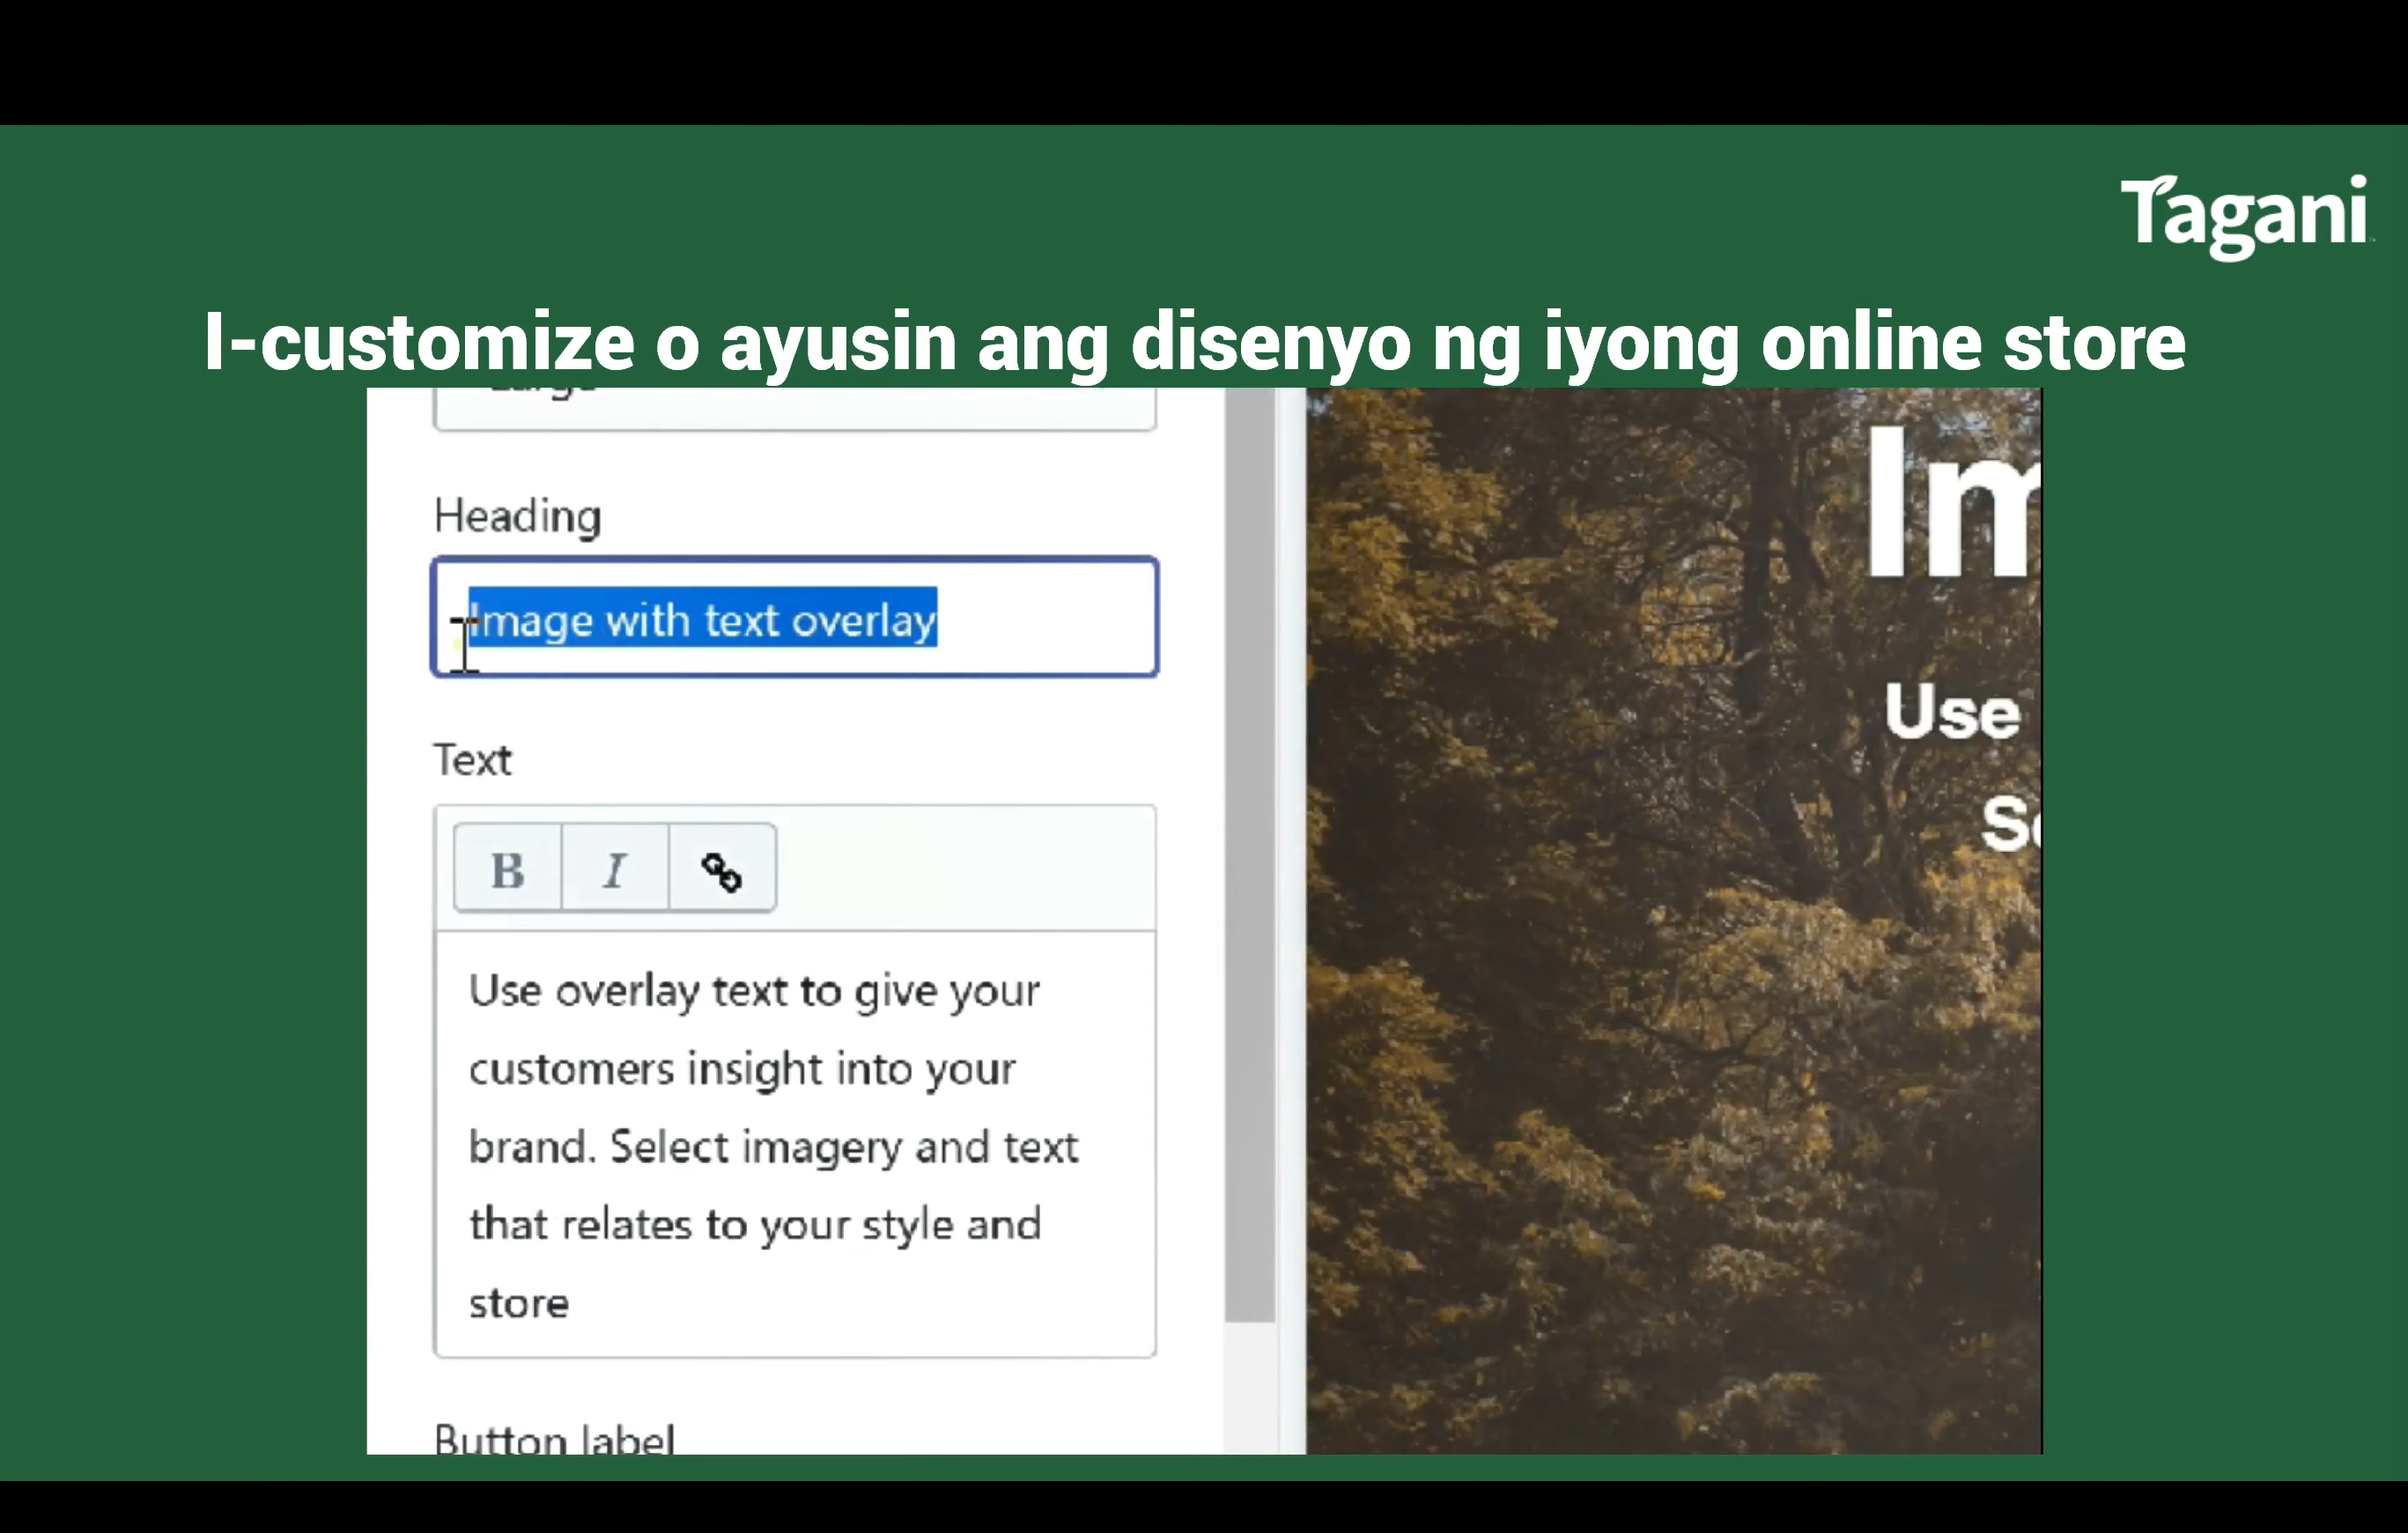 Tagani
I-customize o ayusin ang disenyo ng iyong online store
Large
Heading
Image with text overlay
Text
B I
Use overlay text to give your
customers insight into your
brand. Select imagery and text
that relates to your style and
store
Button label
Im
Use